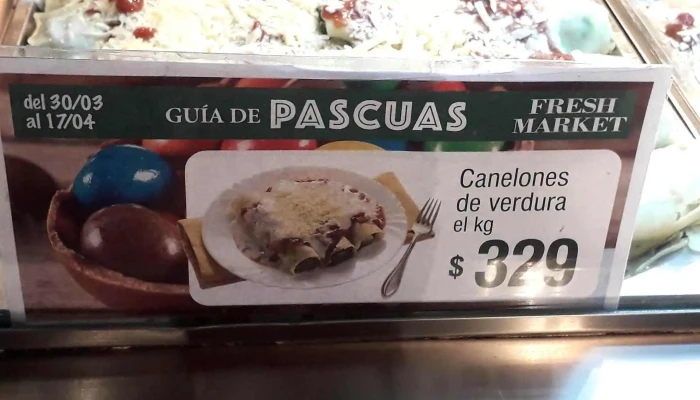 del 30/03
al 17/04
GUÍA DE PASCUAS
FRESH
MARKET
Canelones
de verdura
el kg
$ 329